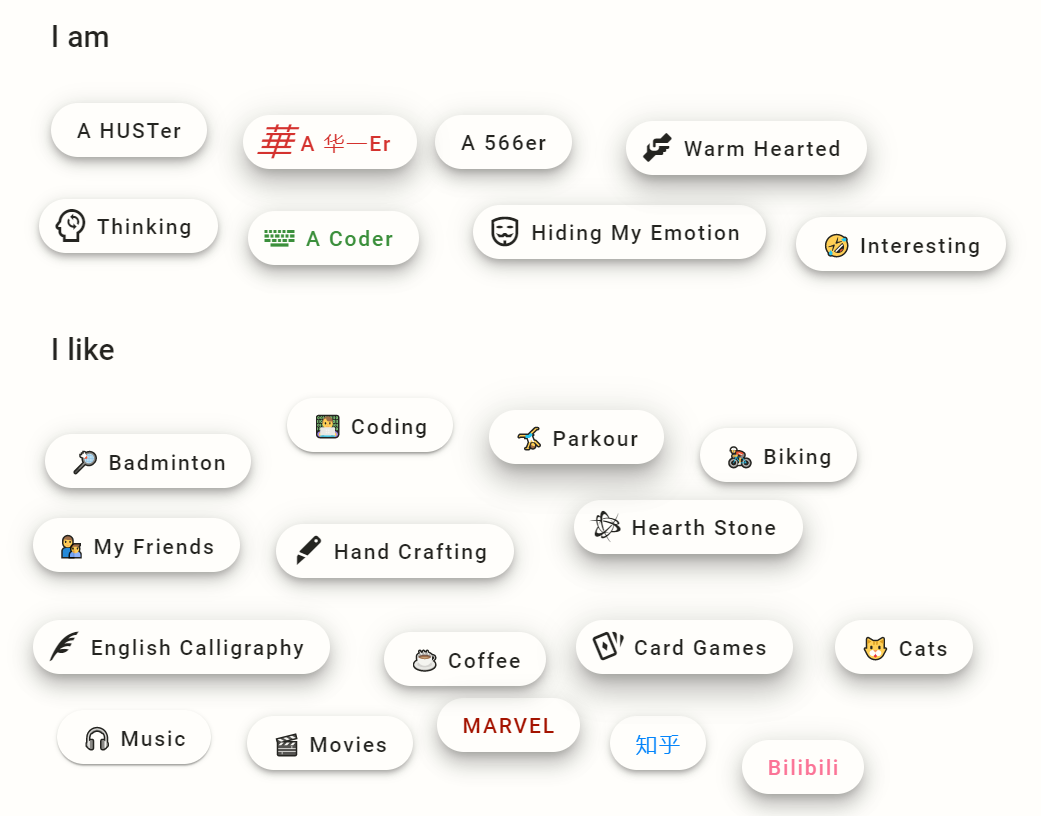 I am
A HUSTer
華 A 华一Er
A 566er
Warm Hearted
Thinking
A Coder
Hiding My Emotion
Interesting
I like
Badminton
Coding
Parkour
Biking
My Friends
Hand Crafting
Hearth Stone
English Calligraphy
Coffee
Card Games
Cats
Music
Movies
MARVEL
知乎
Bilibili